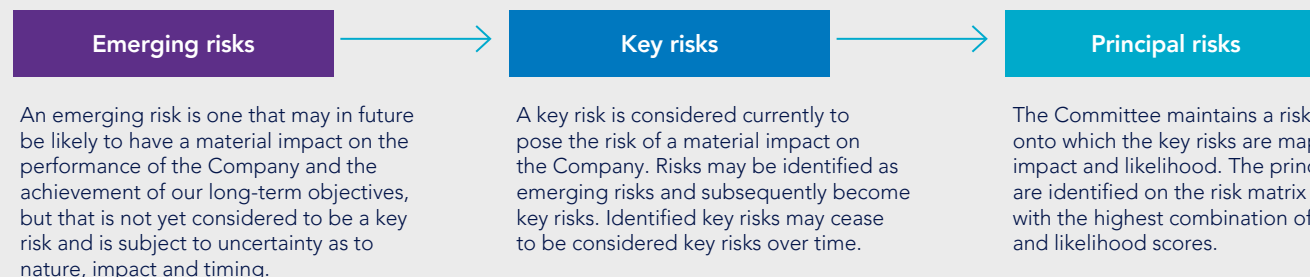 Emerging risks
An emerging risk is one that may in future
be likely to have a material impact on the
performance of the Company and the
achievement of our long-term objectives,
but that is not yet considered to be a key
risk and is subject to uncertainty as to
nature, impact and timing.
Key risks
A key risk is considered currently to
pose the risk of a material impact on
the Company. Risks may be identified as
emerging risks and subsequently become
key risks. Identified key risks may cease
to be considered key risks over time.
Principal risks
The Committee maintains a risk
onto which the key risks are
impact and likelihood. The
are identified on the risk matrix
with the highest combination of
and likelihood scores.